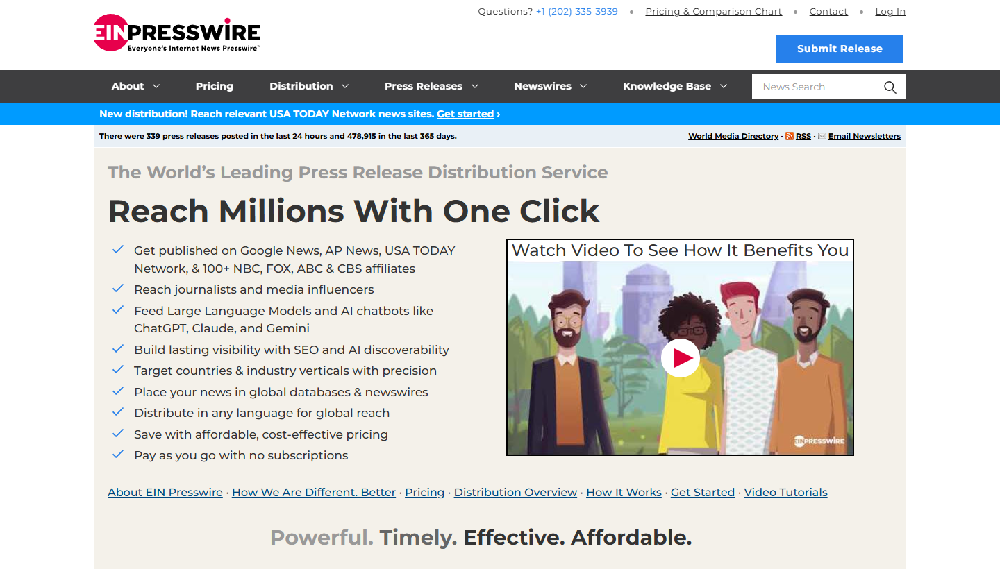 Questions? +1 (202) 335-3939 • Pricing & Comparison Chart • Contact • Log In
EINPRESSWIRE
Everyone's Internet News Presswire™
Submit Release
About Pricing Distribution Press Releases Newswires Knowledge Base News Search
New distribution! Reach relevant USA TODAY Network news sites. Get started ›
There were 339 press releases posted in the last 24 hours and 478,915 in the last 365 days. World Media Directory · RSS · Email Newsletters
The World's Leading Press Release Distribution Service
Reach Millions With One Click
Get published on Google News, AP News, USA TODAY
Network, & 100+ NBC, FOX, ABC & CBS affiliates
Reach journalists and media influencers
Feed Large Language Models and AI chatbots like
ChatGPT, Claude, and Gemini
Build lasting visibility with SEO and AI discoverability
Target countries & industry verticals with precision
Place your news in global databases & newswires
Distribute in any language for global reach
Save with affordable, cost-effective pricing
Pay as you go with no subscriptions
Watch Video To See How It Benefits You
EINPRESSWIRE
About EIN Presswire · How We Are Different. Better · Pricing · Distribution Overview · How It Works · Get Started · Video Tutorials
Powerful. Timely. Effective. Affordable.